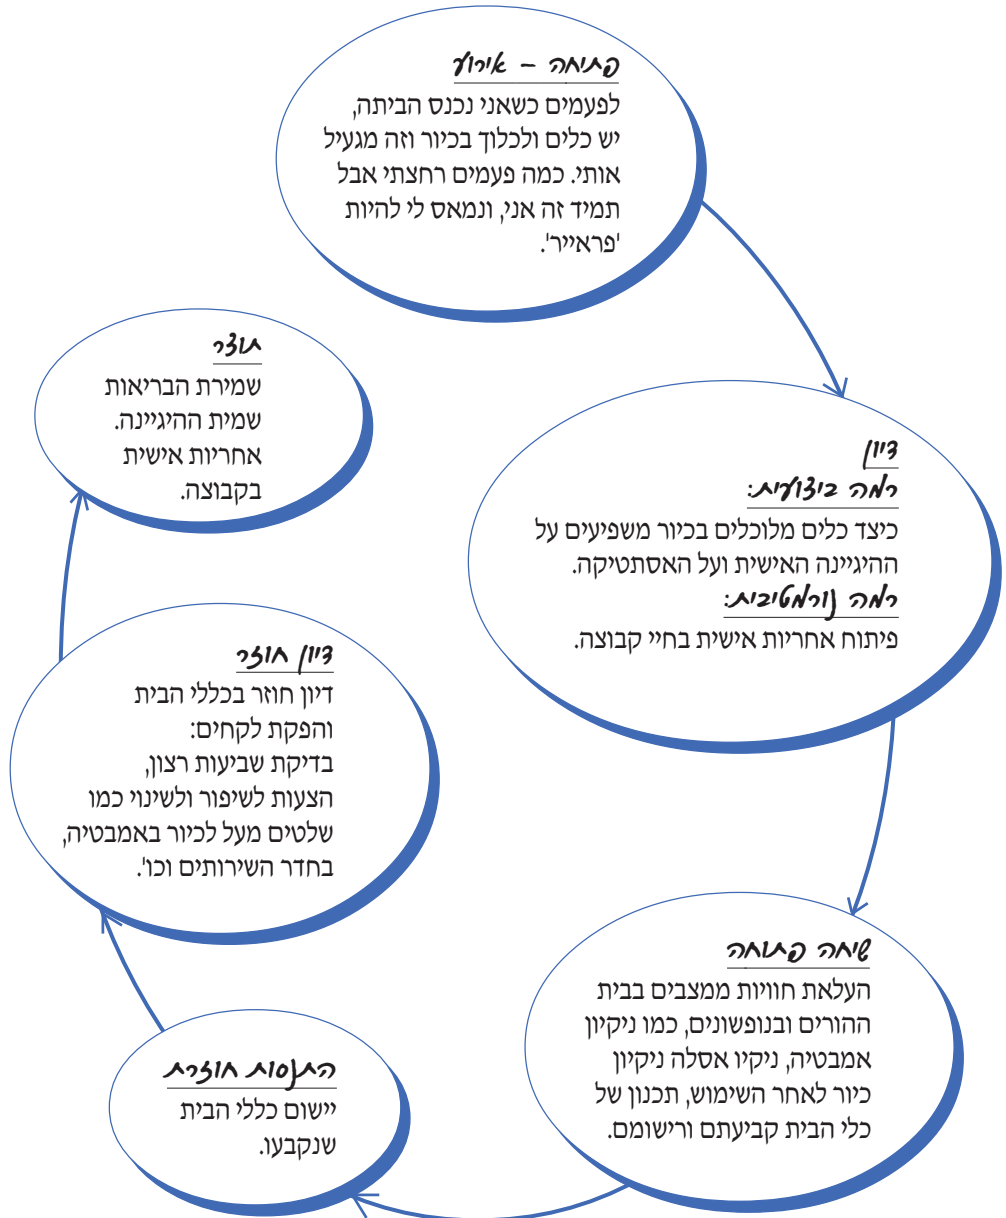 פתיחה – אירוע
לפעמים כשאני נכנס הביתה,
יש כלים ולכלוך בכיור וזה מגעיל
אותי. כמה פעמים רחצתי אבל
תמיד זה אני, ונמאס לי להיות
'פראייר'.
דיון
רמה ביצועית:
כיצד כלים מלוכלים בכיור משפיעים על
ההיגיינה האישית ועל האסתטיקה.
רמה נורמטיבית:
פיתוח אחריות אישית בחיי קבוצה.
שיחה פתוחה
העלאת חוויות ממצבים בבית
ההורים ובנופשונים, כמו ניקיון
אמבטיה, ניקיו אסלה ניקיון
כיור לאחר השימוש, תכנון של
כלי הבית קביעתם ורישומם.
התנסות חוזרת
יישום כללי הבית
שנקבעו.
דיון חוזר
דיון חוזר בכללי הבית
והפקת לקחים:
בדיקת שביעות רצון,
הצעות לשיפור ולשינוי כמו
שלטים מעל לכיור באמבטיה,
בחדר השירותים וכו'.
תוצר
שמירת הבריאות
שמית ההיגיינה.
אחריות אישית
בקבוצה.